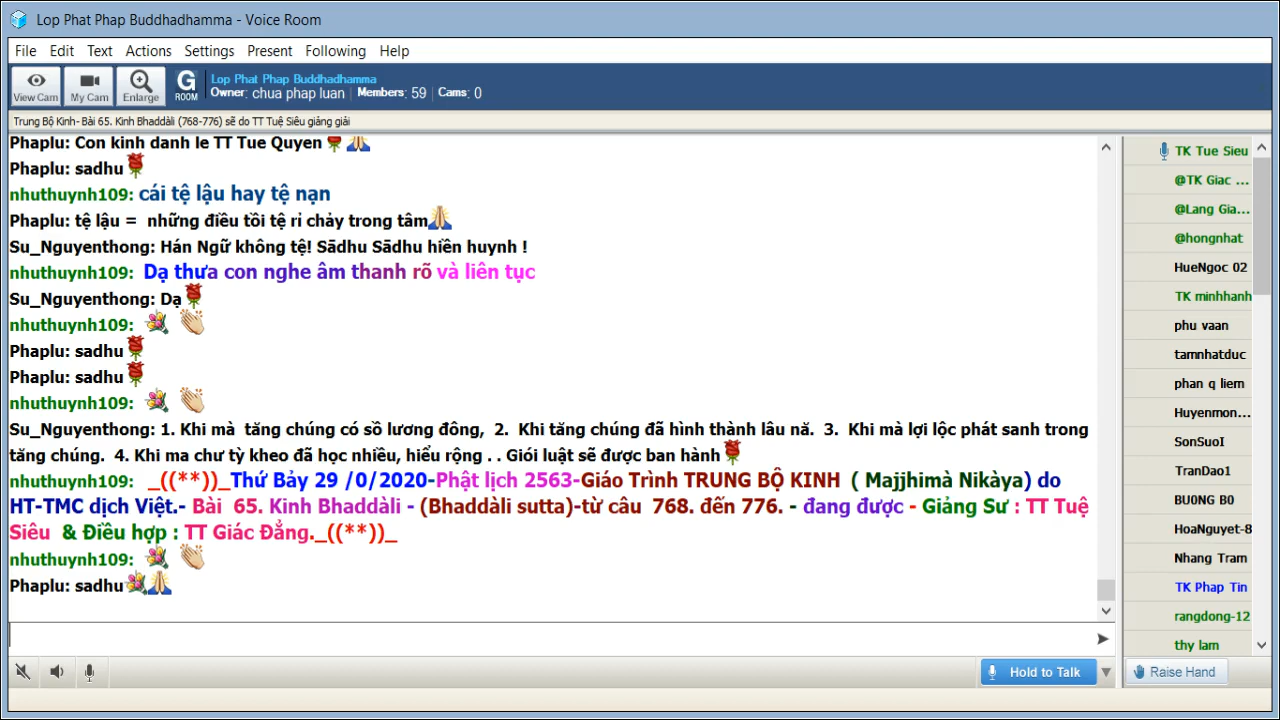 Lop Phat Phap Buddhadhamma - Voice Room
File Edit Text Actions Settings Present Following Help
View Cam My Cam Enlarge G ROOM
Lop Phat Phap Buddhadhamma
Owner: chua phap luan Members: 59 Cams: 0
Trung Bộ Kinh- Bài 65. Kinh Bhaddàli (768-776) sẽ do TT Tuệ Siêu giảng giải
Phaplu: Con kinh danh le TT Tue Quyen
Phaplu: sadhu
nhuthuynh109: cái tệ lậu hay tệ nạn
Phaplu: tệ lậu = những điều tồi tệ rỉ chảy trong tâm
Su_Nguyenthong: Hán Ngữ không tệ! Sādhu Sādhu hiền huynh !
nhuthuynh109: Dạ thưa con nghe âm thanh rõ và liên tục
Su_Nguyenthong: Dạ
nhuthuynh109:
Phaplu: sadhu
Phaplu: sadhu
nhuthuynh109:
Su_Nguyenthong: 1. Khi mà tăng chúng có sồ lương đông, 2. Khi tăng chúng đã hình thành lâu nă. 3. Khi mà lợi lộc phát sanh trong
tăng chúng. 4. Khi ma chư tỳ kheo đã học nhiều, hiểu rộng . . Giói luật sẽ được ban hành
nhuthuynh109: _((**))_Thứ Bảy 29 /0/2020-Phật lịch 2563-Giáo Trình TRUNG BỘ KINH ( Majjhimà Nikàya) do
HT-TMC dịch Việt.- Bài 65. Kinh Bhaddàli - (Bhaddàli sutta)-từ câu 768. đến 776. - đang được - Giảng Sư : TT Tuệ
Siêu & Điều hợp : TT Giác Đẳng._((**))_
nhuthuynh109:
Phaplu: sadhu
TK Tue Sieu
@TK Giac ...
@Lang Gia...
@hongnhat
HueNgoc 02
TK minhhanh
phu vaan
tamnhatduc
phan q liem
Huyenmon...
SonSuoI
TranDao1
BU0NG B0
HoaNguyet-8
Nhang Tram
TK Phap Tin
rangdong-12
thy lam
Hold to Talk
Raise Hand